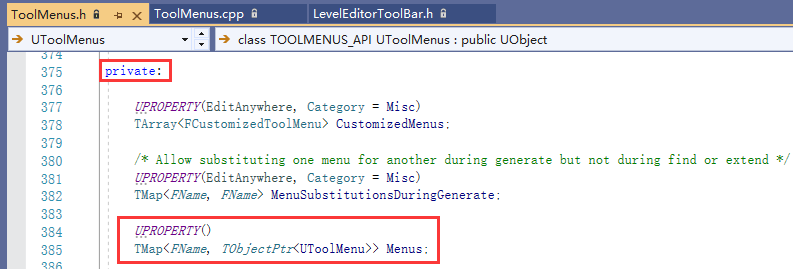 ToolMenus.h ToolMenus.cpp LevelEditorToolBar.h
UToolMenus class TOOLMENUS_API UToolMenus : public UObject
374
375 private:
376
377 UPROPERTY(EditAnywhere, Category = Misc)
378 TArray<FCustomizedToolMenu> CustomizedMenus;
379
380 /* Allow substituting one menu for another during generate but not during find or extend */
381 UPROPERTY(EditAnywhere, Category = Misc)
382 TMap<FName, FName> MenuSubstitutionsDuringGenerate;
383
384 UPROPERTY()
385 TMap<FName, TObjectPtr<UToolMenu>> Menus;
386